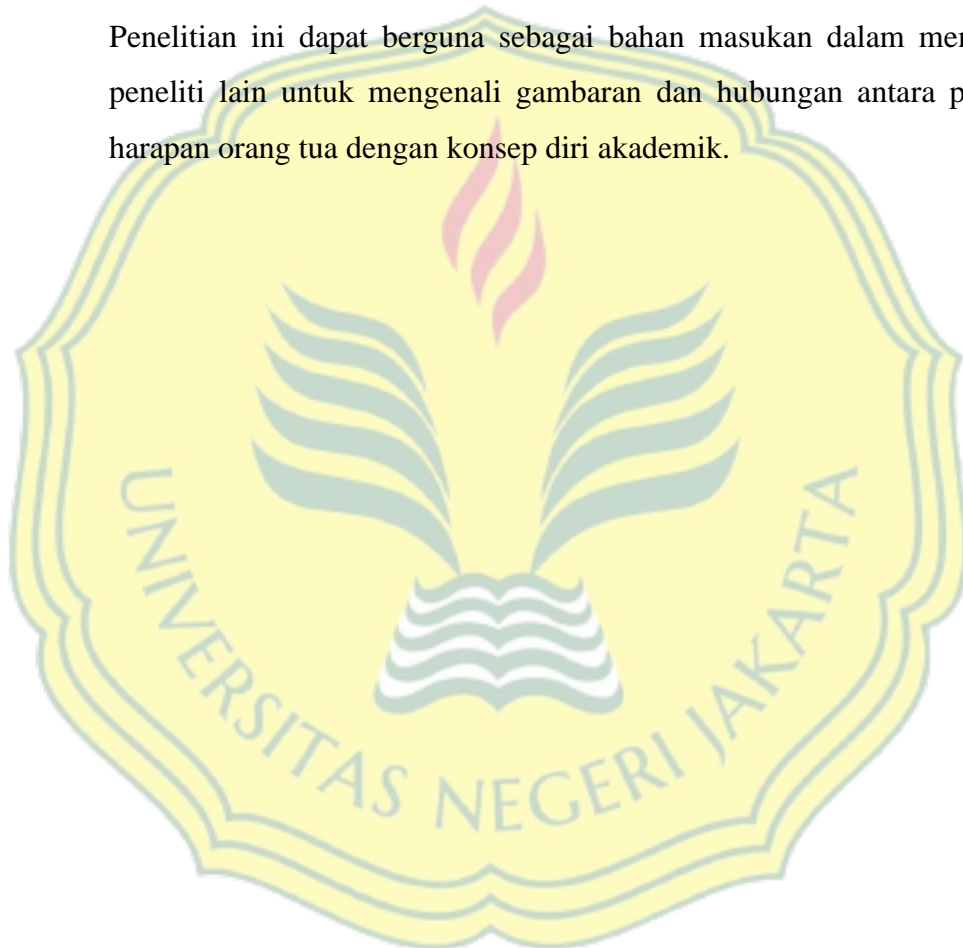 Penelitian ini dapat berguna sebagai bahan masukan dalam mer
peneliti lain untuk mengenali gambaran dan hubungan antara p
harapan orang tua dengan konsep diri akademik.
UNIVERSITAS NEGERI JAKARTA